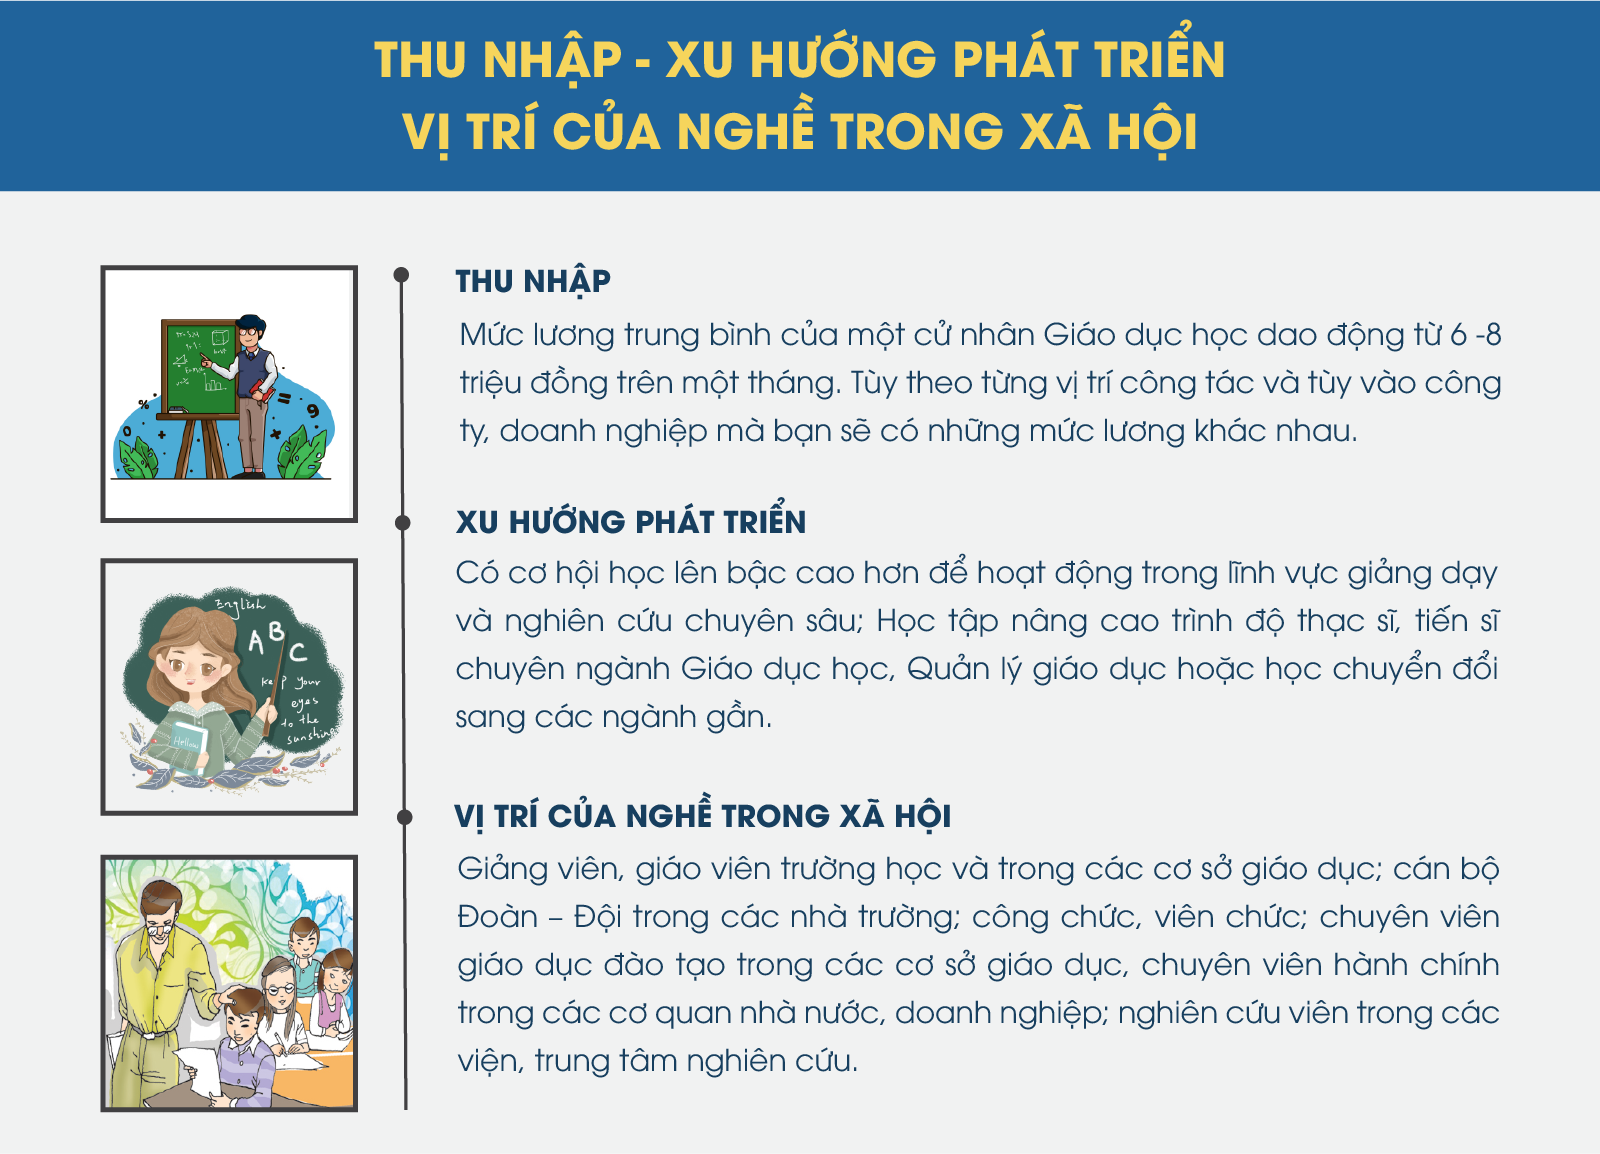 THU NHẬP - XU HƯỚNG PHÁT TRIỂN
VỊ TRÍ CỦA NGHỀ TRONG XÃ HỘI
THU NHẬP
Mức lương trung bình của một cử nhân Giáo dục học dao động từ 6 -8
triệu đồng trên một tháng. Tùy theo từng vị trí công tác và tùy vào công
ty, doanh nghiệp mà bạn sẽ có những mức lương khác nhau.
% = 9
0 + x
XU HƯỚNG PHÁT TRIỂN
Có cơ hội học lên bậc cao hơn để hoạt động trong lĩnh vực giảng dạy
và nghiên cứu chuyên sâu; Học tập nâng cao trình độ thạc sĩ, tiến sĩ
chuyên ngành Giáo dục học, Quản lý giáo dục hoặc học chuyển đổi
sang các ngành gần.
English
A B C
keep your
eyes
to the
sunshine
Hello
VỊ TRÍ CỦA NGHỀ TRONG XÃ HỘI
Giảng viên, giáo viên trường học và trong các cơ sở giáo dục; cán bộ
Đoàn – Đội trong các nhà trường; công chức, viên chức; chuyên viên
giáo dục đào tạo trong các cơ sở giáo dục, chuyên viên hành chính
trong các cơ quan nhà nước, doanh nghiệp; nghiên cứu viên trong các
viện, trung tâm nghiên cứu.